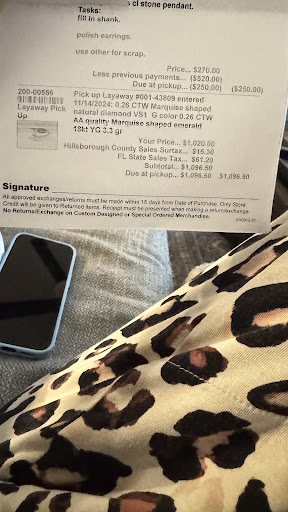 cl stone pendant.
Tasks:
fill in shank.
polish earrings.
use other for scrap.
Price... $270.00
Less previous payments... ($520.00)
Due at pickup... ($250.00) ($250.00)
200-00556 Pick up Layaway #001-43809 entered
Layaway Pick 11/14/2024: 0.26 CTW Marquise shaped
Up natural diamond VS1 G color 0.26 CTW
AA quality Marquise shaped emerald
18kt YG 3.3 gr
Your Price... $1,020.00
Hillsborough County Sales Surtax... $15.30
FL State Sales Tax... $61.20
Subtotal... $1,096.50
Due at pickup... $1,096.50 $1,096.50
Signature
All approved exchanges/returns must be made within 15 days from Date of Purchase. Only Store
Credit will be given to Returned items. Receipt must be presented when making a return/exchange.
No Returns/Exchange on Custom Designed or Special Ordered Merchandise.